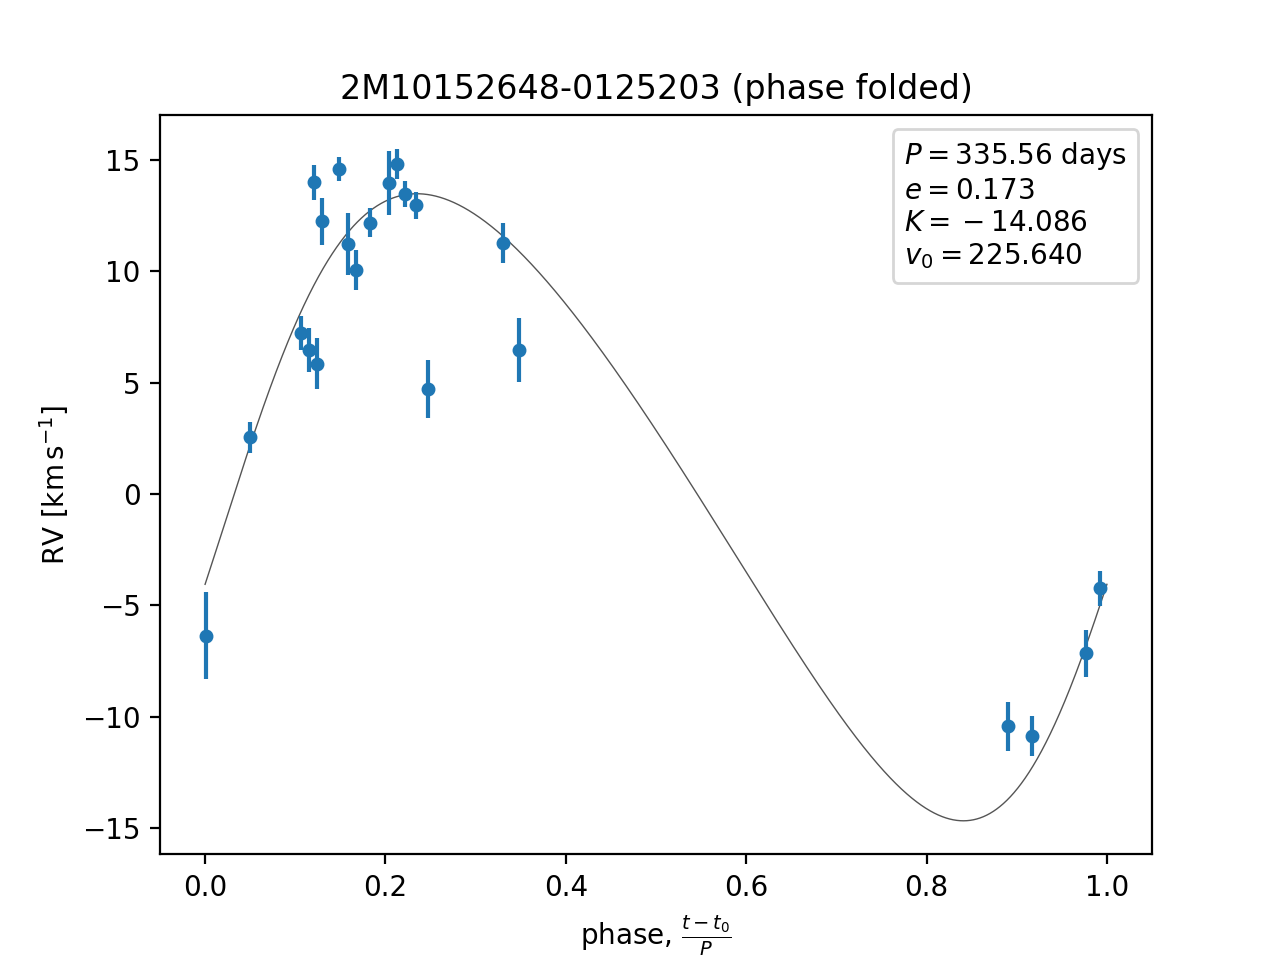 2M10152648-0125203 (phase folded)
P = 335.56 days
e = 0.173
K = −14.086
v₀ = 225.640
15
10
5
0
−5
−10
−15
RV [km s⁻¹]
0.0 0.2 0.4 0.6 0.8 1.0
phase, (t − t₀)/P